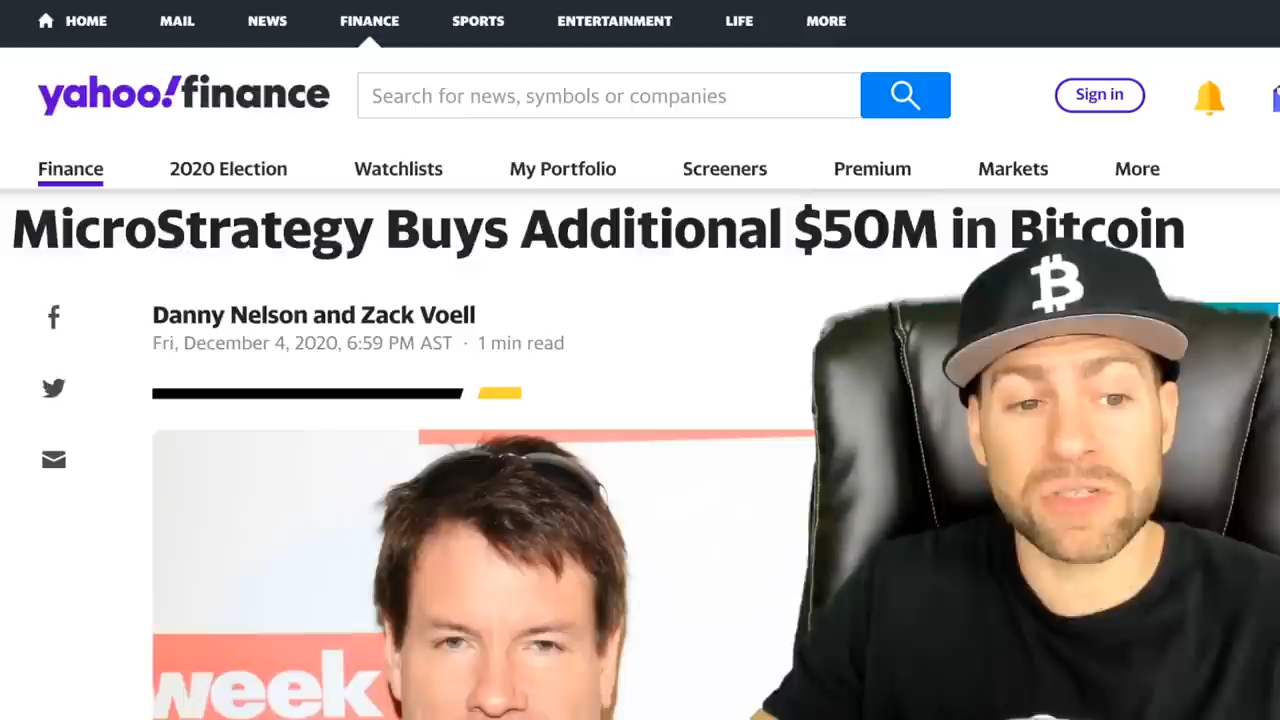 HOME MAIL NEWS FINANCE SPORTS ENTERTAINMENT LIFE MORE
yahoo!finance Search for news, symbols or companies Sign in
Finance 2020 Election Watchlists My Portfolio Screeners Premium Markets More
MicroStrategy Buys Additional $50M in Bitcoin
Danny Nelson and Zack Voell
Fri, December 4, 2020, 6:59 PM AST · 1 min read
week